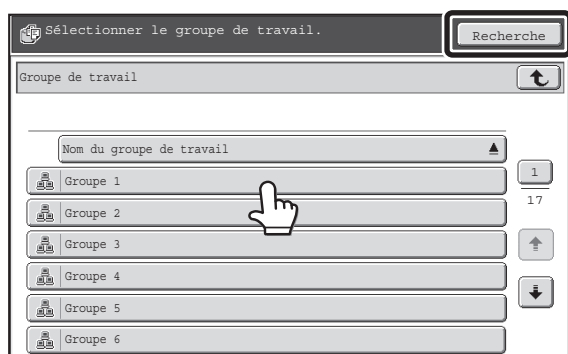 Sélectionner le groupe de travail.
Recherche
Groupe de travail
Nom du groupe de travail
Groupe 1
1
17
Groupe 2
Groupe 3
Groupe 4
Groupe 5
Groupe 6